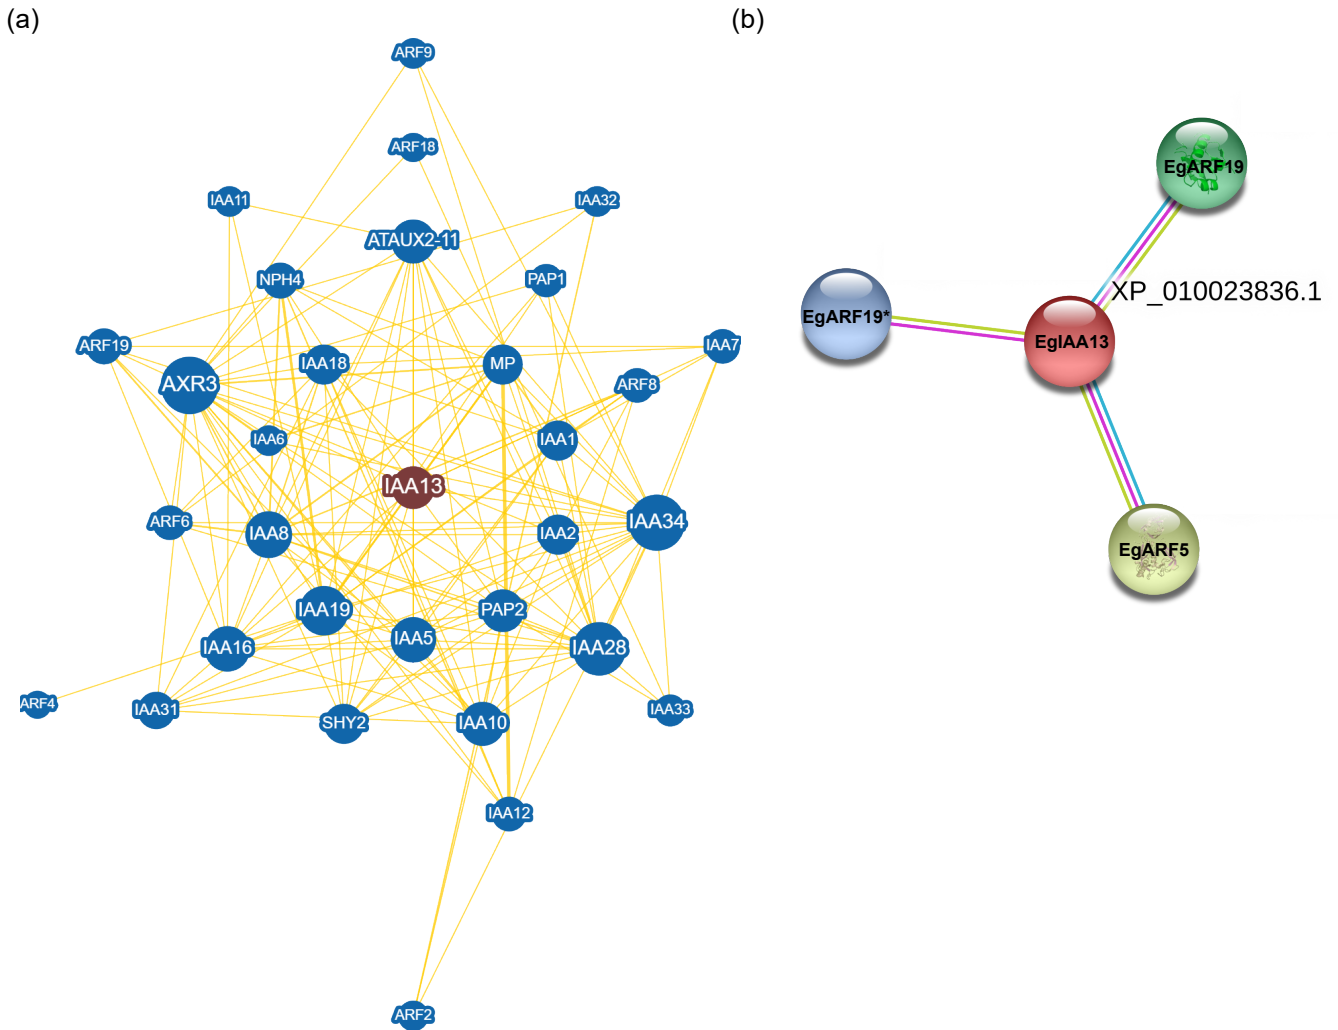 (a)
ARF9
ARF18
IAA11
IAA32
ATAUX2-11
NPH4
PAP1
ARF19
IAA18
MP
IAA7
AXR3
ARF8
IAA6
IAA1
IAA13
ARF6
IAA8
IAA2
IAA34
IAA19
PAP2
IAA16
IAA5
IAA28
ARF4
IAA31
SHY2
IAA10
IAA33
IAA12
ARF2
(b)
EgARF19
XP_010023836.1
EgARF19*
EgIAA13
EgARF5